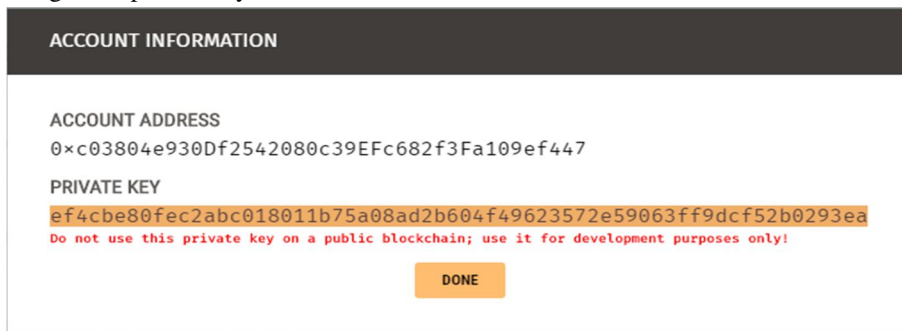 ACCOUNT INFORMATION
ACCOUNT ADDRESS
0×c03804e930Df2542080c39EFc682f3Fa109ef447
PRIVATE KEY
ef4cbe80fec2abc018011b75a08ad2b604f49623572e59063ff9dcf52b0293ea
Do not use this private key on a public blockchain; use it for development purposes only!
DONE